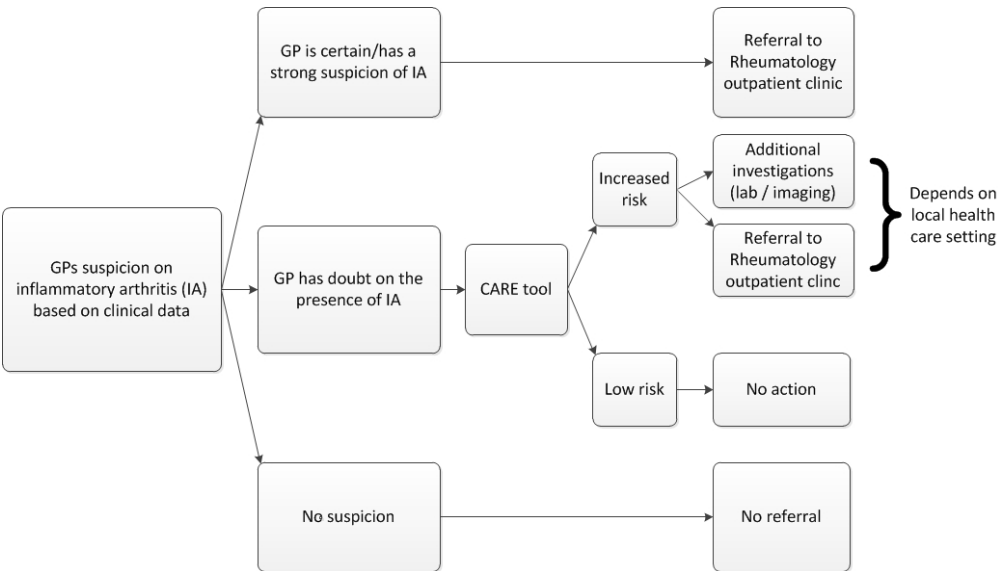 GP is certain/has a
strong suspicion of IA
Referral to
Rheumatology
outpatient clinic
Additional
investigations
(lab / imaging)
Increased
risk
Depends on
local health
care setting
GPs suspicion on
inflammatory arthritis (IA)
based on clinical data
GP has doubt on the
presence of IA
CARE tool
Referral to
Rheumatology
outpatient clinc
Low risk
No action
No suspicion
No referral